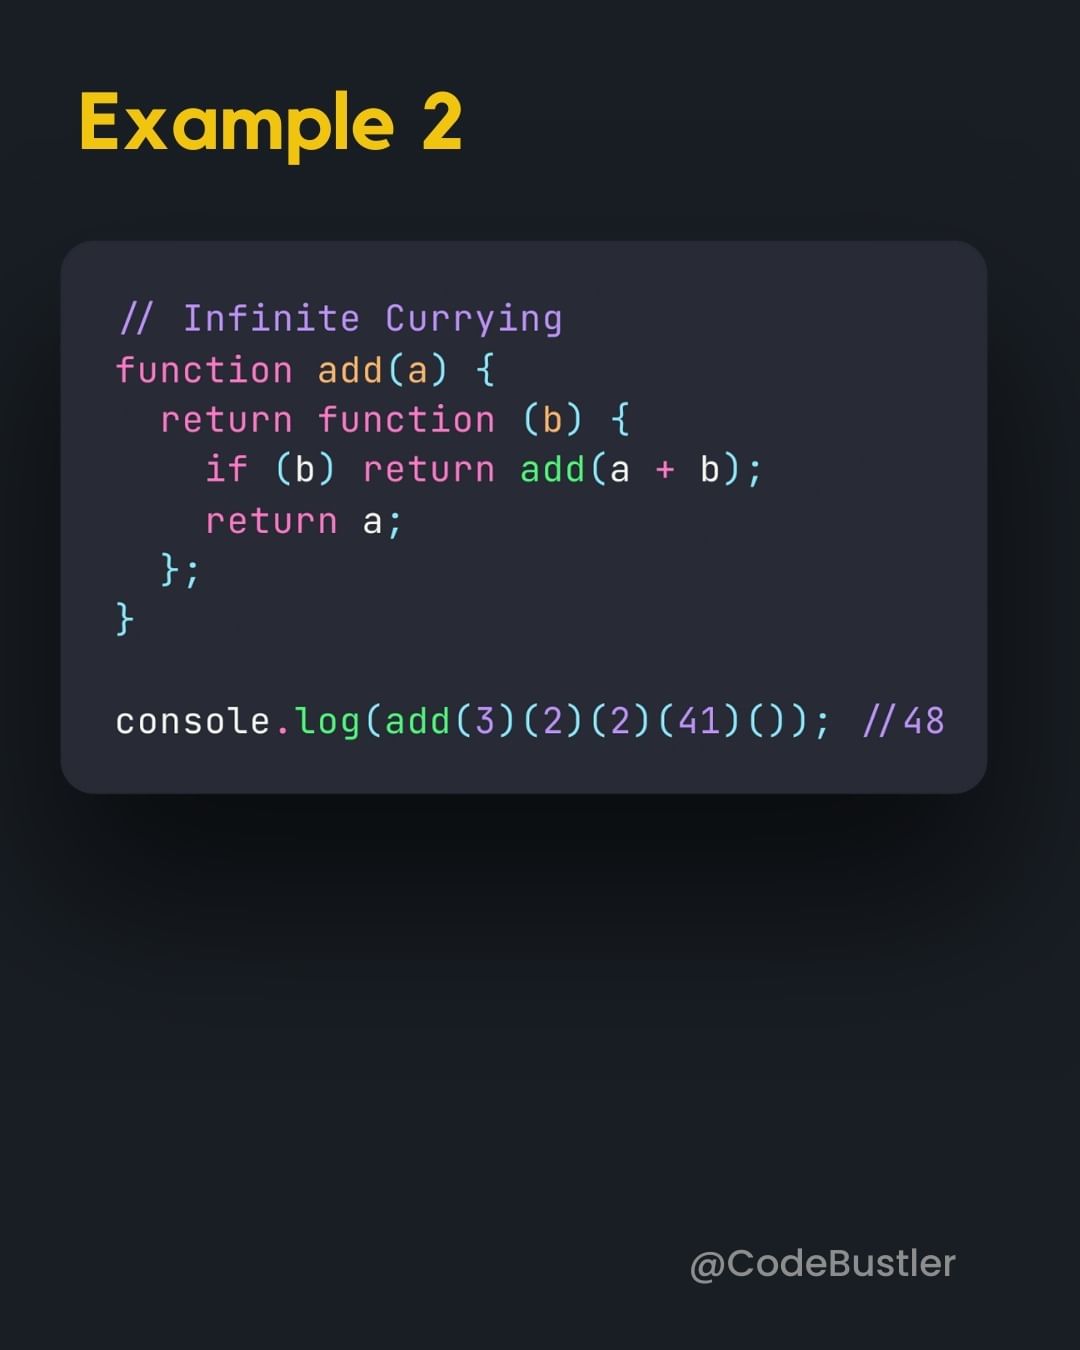 Example 2
// Infinite Currying
function add(a) {
  return function (b) {
    if (b) return add(a + b);
    return a;
  };
}
console.log(add(3)(2)(2)(41)()); //48
@CodeBustler